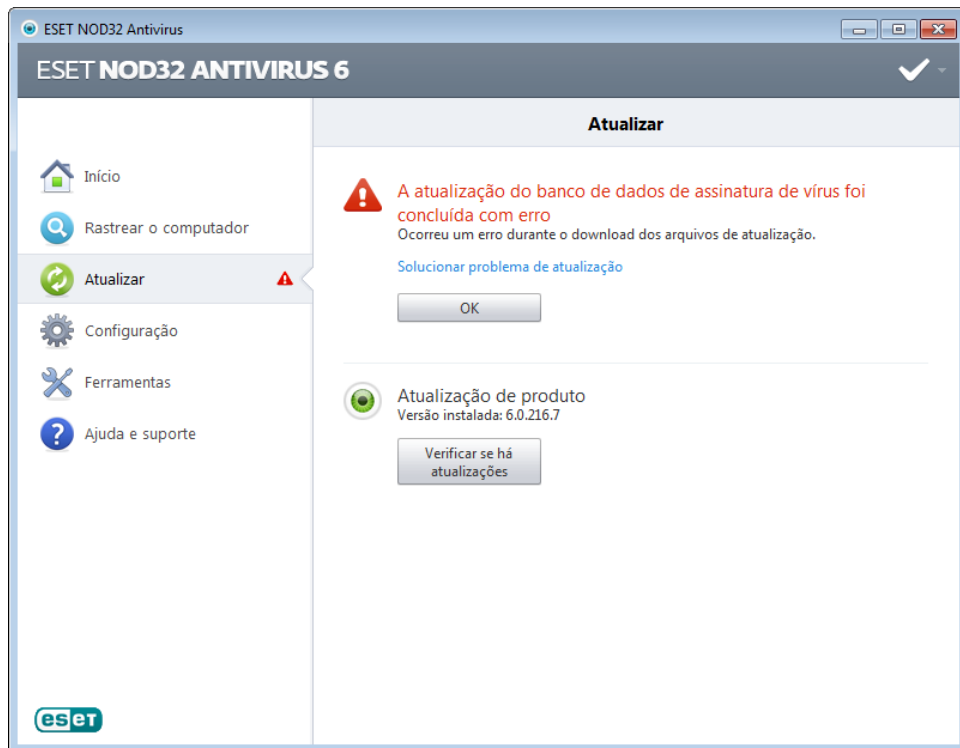 ESET NOD32 Antivirus
ESET NOD32 ANTIVIRUS 6
Atualizar
Início
Rastrear o computador
Atualizar
Configuração
Ferramentas
Ajuda e suporte
A atualização do banco de dados de assinatura de vírus foi
concluída com erro
Ocorreu um erro durante o download dos arquivos de atualização.
Solucionar problema de atualização
OK
Atualização de produto
Versão instalada: 6.0.216.7
Verificar se há
atualizações
eset